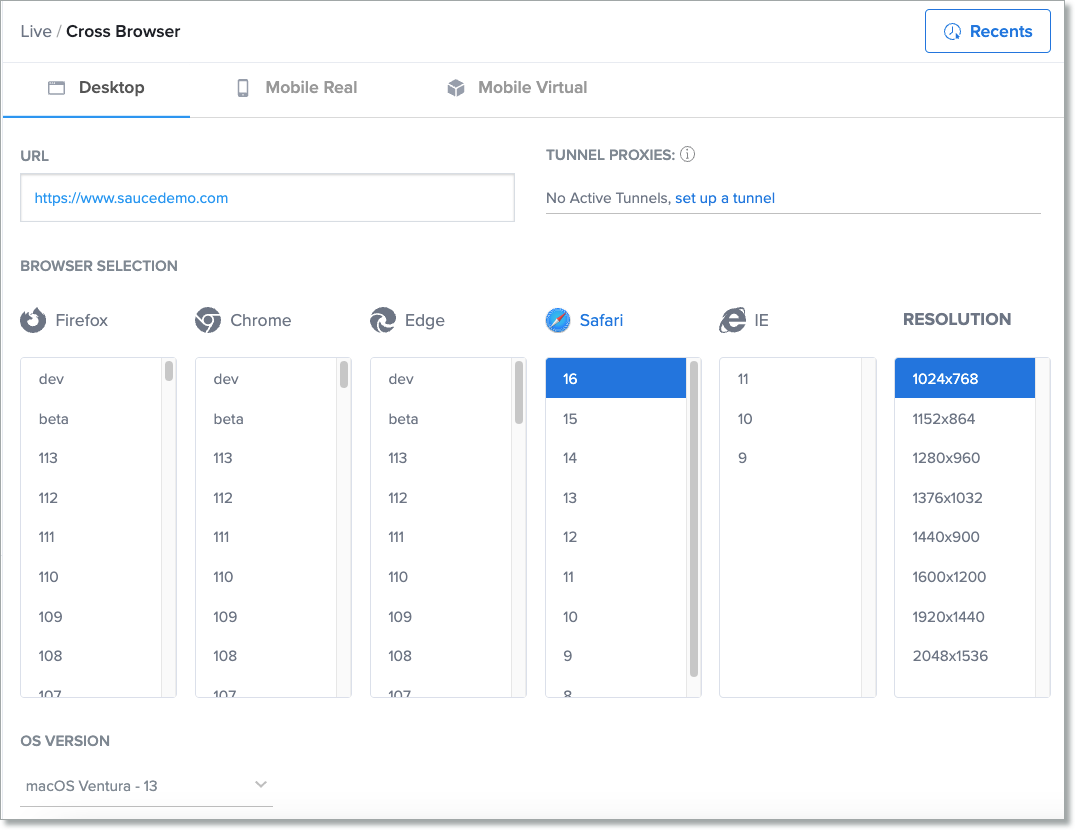 Live / Cross Browser
Recents
Desktop
Mobile Real
Mobile Virtual
URL
TUNNEL PROXIES:
https://www.saucedemo.com
No Active Tunnels, set up a tunnel
BROWSER SELECTION
Firefox
Chrome
Edge
Safari
IE
RESOLUTION
dev
beta
113
112
111
110
109
108
107
dev
beta
113
112
111
110
109
108
107
dev
beta
113
112
111
110
109
108
107
16
15
14
13
12
11
10
9
8
11
10
9
1024x768
1152x864
1280x960
1376x1032
1440x900
1600x1200
1920x1440
2048x1536
OS VERSION
macOS Ventura - 13